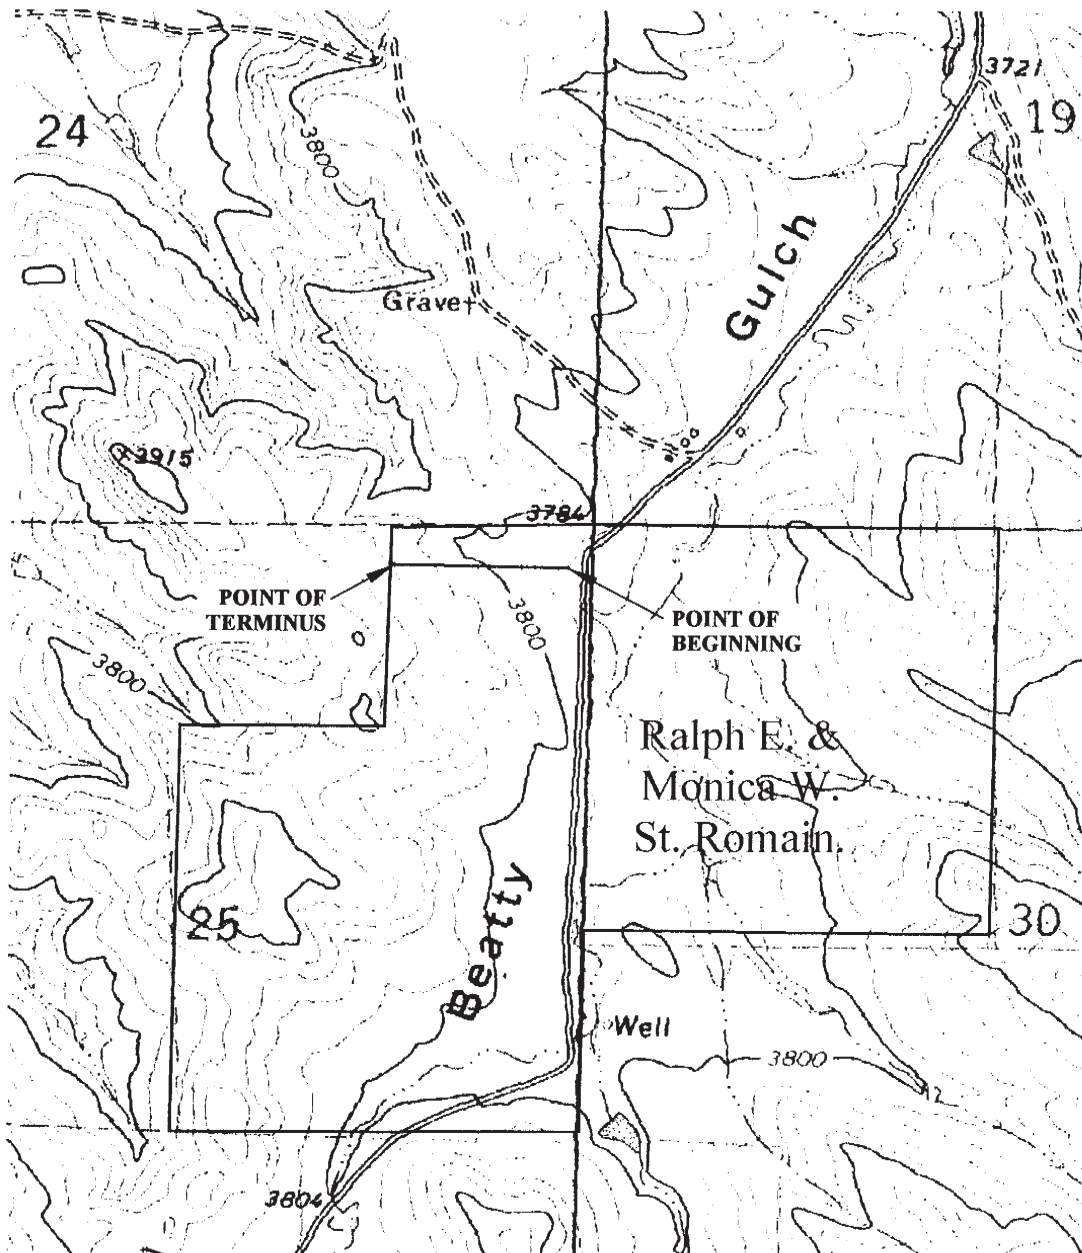 3721
24
19
3800
Gulch
Grave
3915
3784
POINT OF
TERMINUS
POINT OF
BEGINNING
3800
3800
Ralph E. &
Monica W.
St. Romain.
Beatty
25
30
Well
3800
3804